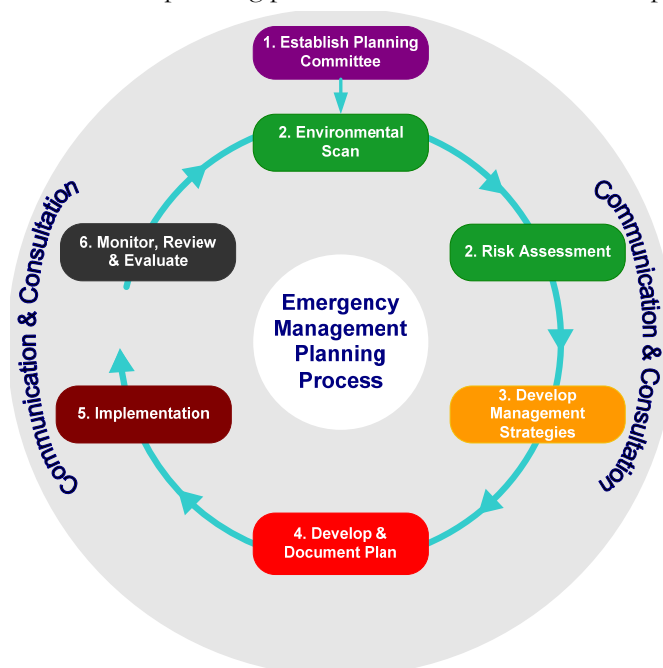 planning p
1. Establish Planning
Committee
2. Environmental
Scan
6. Monitor, Review
& Evaluate
2. Risk Assessment
Emergency
Management
Planning
Process
5. Implementation
3. Develop
Management
Strategies
4. Develop &
Document Plan
Communication & Consultation
Communication & Consultation